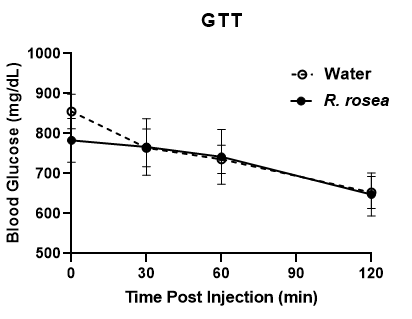 GTT
1000
900
800
700
600
500
Blood Glucose (mg/dL)
Water
R. rosea
0
30
60
90
120
Time Post Injection (min)